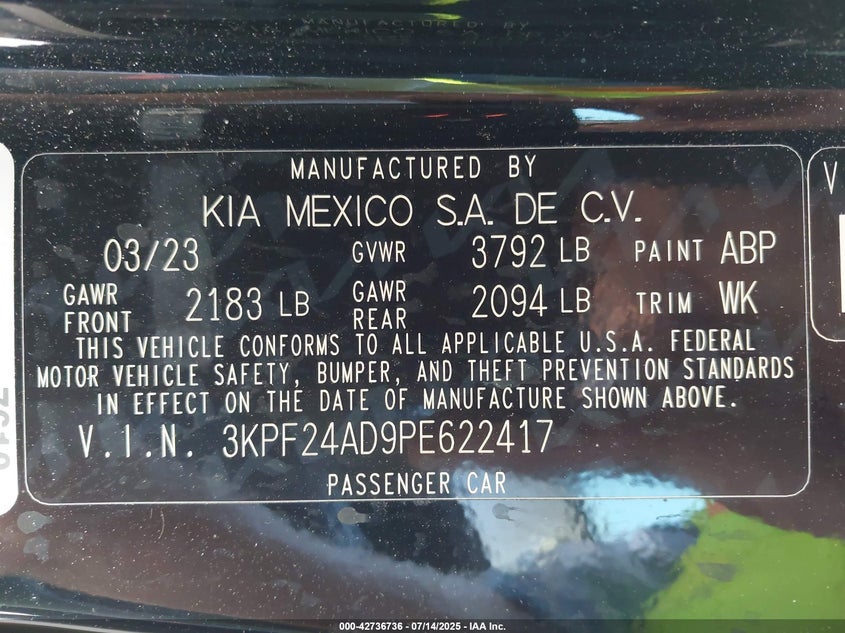 MANUFACTURED BY
KIA MEXICO S.A. DE C.V.
03/23 GVWR 3792 LB PAINT ABP
GAWR FRONT 2183 LB GAWR REAR 2094 LB TRIM WK
THIS VEHICLE CONFORMS TO ALL APPLICABLE U.S.A. FEDERAL
MOTOR VEHICLE SAFETY, BUMPER, AND THEFT PREVENTION STANDARDS
IN EFFECT ON THE DATE OF MANUFACTURE SHOWN ABOVE.
V.I.N. 3KPF24AD9PE622417
PASSENGER CAR
V
000-42736736 - 07/14/2025 - IAA Inc.